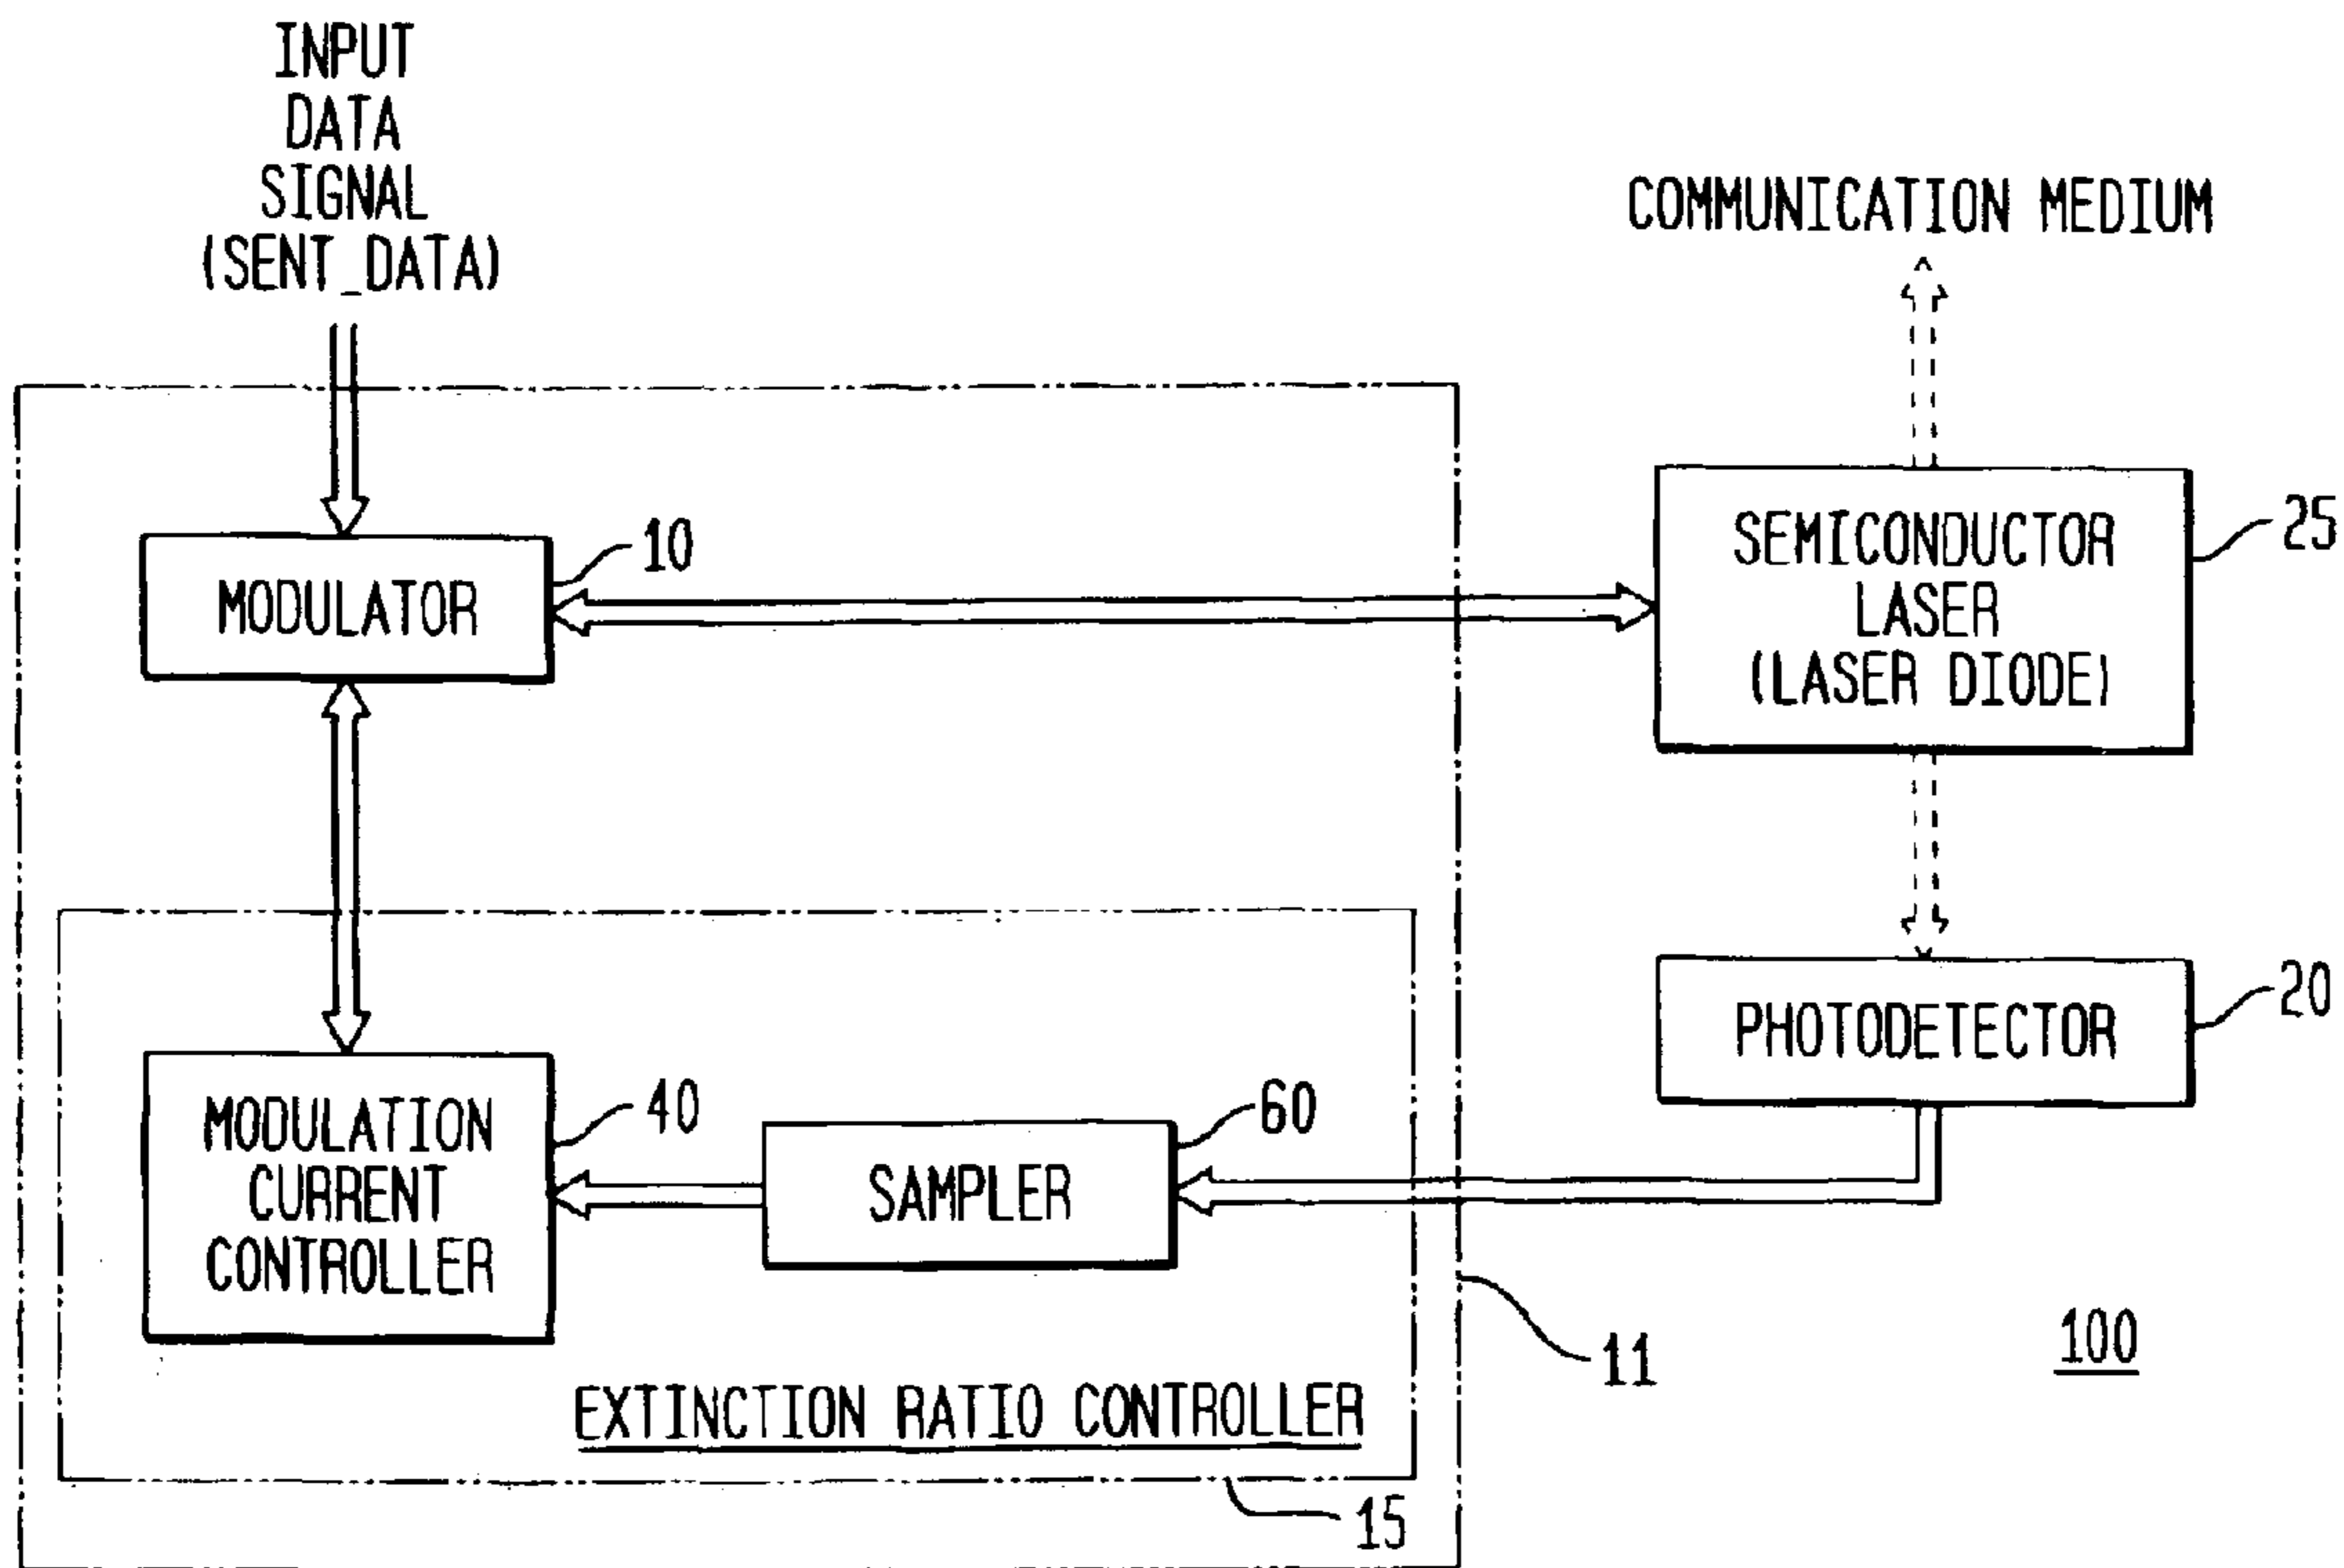 INPUT
DATA
SIGNAL
(SENT_DATA)
COMMUNICATION MEDIUM
10
MODULATOR
SEMICONDUCTOR
LASER
(LASER DIODE)
25
PHOTODETECTOR
20
MODULATION
CURRENT
CONTROLLER
40
SAMPLER
60
11
100
EXTINCTION RATIO CONTROLLER
15